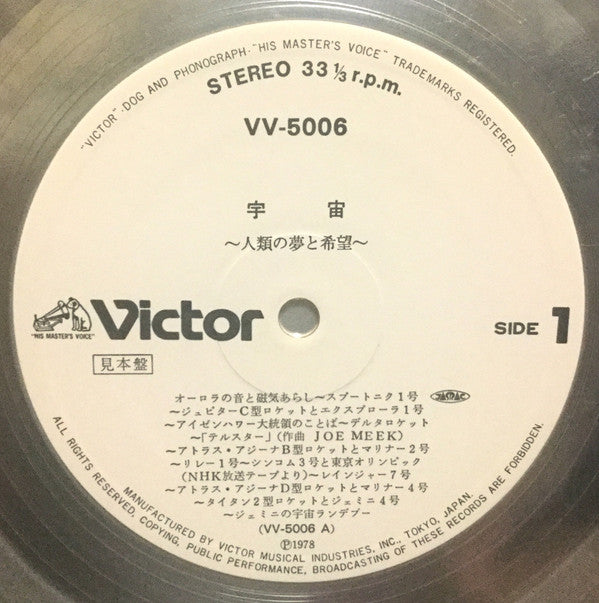 "VICTOR"·DOG AND PHONOGRAPH·"HIS MASTER'S VOICE" TRADEMARKS REGISTERED.
STEREO 33 1/3 r.p.m.
VV-5006
宇 宙
～人類の夢と希望～
"HIS MASTER'S VOICE"
Victor
SIDE 1
見本盤
オーロラの音と磁気あらし～スプートニク1号
JASRAC
～ジュピターC型ロケットとエクスプローラ1号
～アイゼンハワー大統領のことば～デルタロケット
～「テルスター」(作曲 JOE MEEK)
～アトラス・アジーナB型ロケットとマリナー2号
～リレー1号～シンコム3号と東京オリンピック
(NHK放送テープより)～レインジャー7号
～アトラス・アジーナD型ロケットとマリナー4号
～タイタン2型ロケットとジェミニ4号
～ジェミニの宇宙ランデブー
(VV-5006 A)
Ⓟ1978
MANUFACTURED BY VICTOR MUSICAL INDUSTRIES, INC., TOKYO, JAPAN.
ALL RIGHTS RESERVED, COPYING, PUBLIC PERFORMANCE, BROADCASTING OF THESE RECORDS ARE FORBIDDEN.